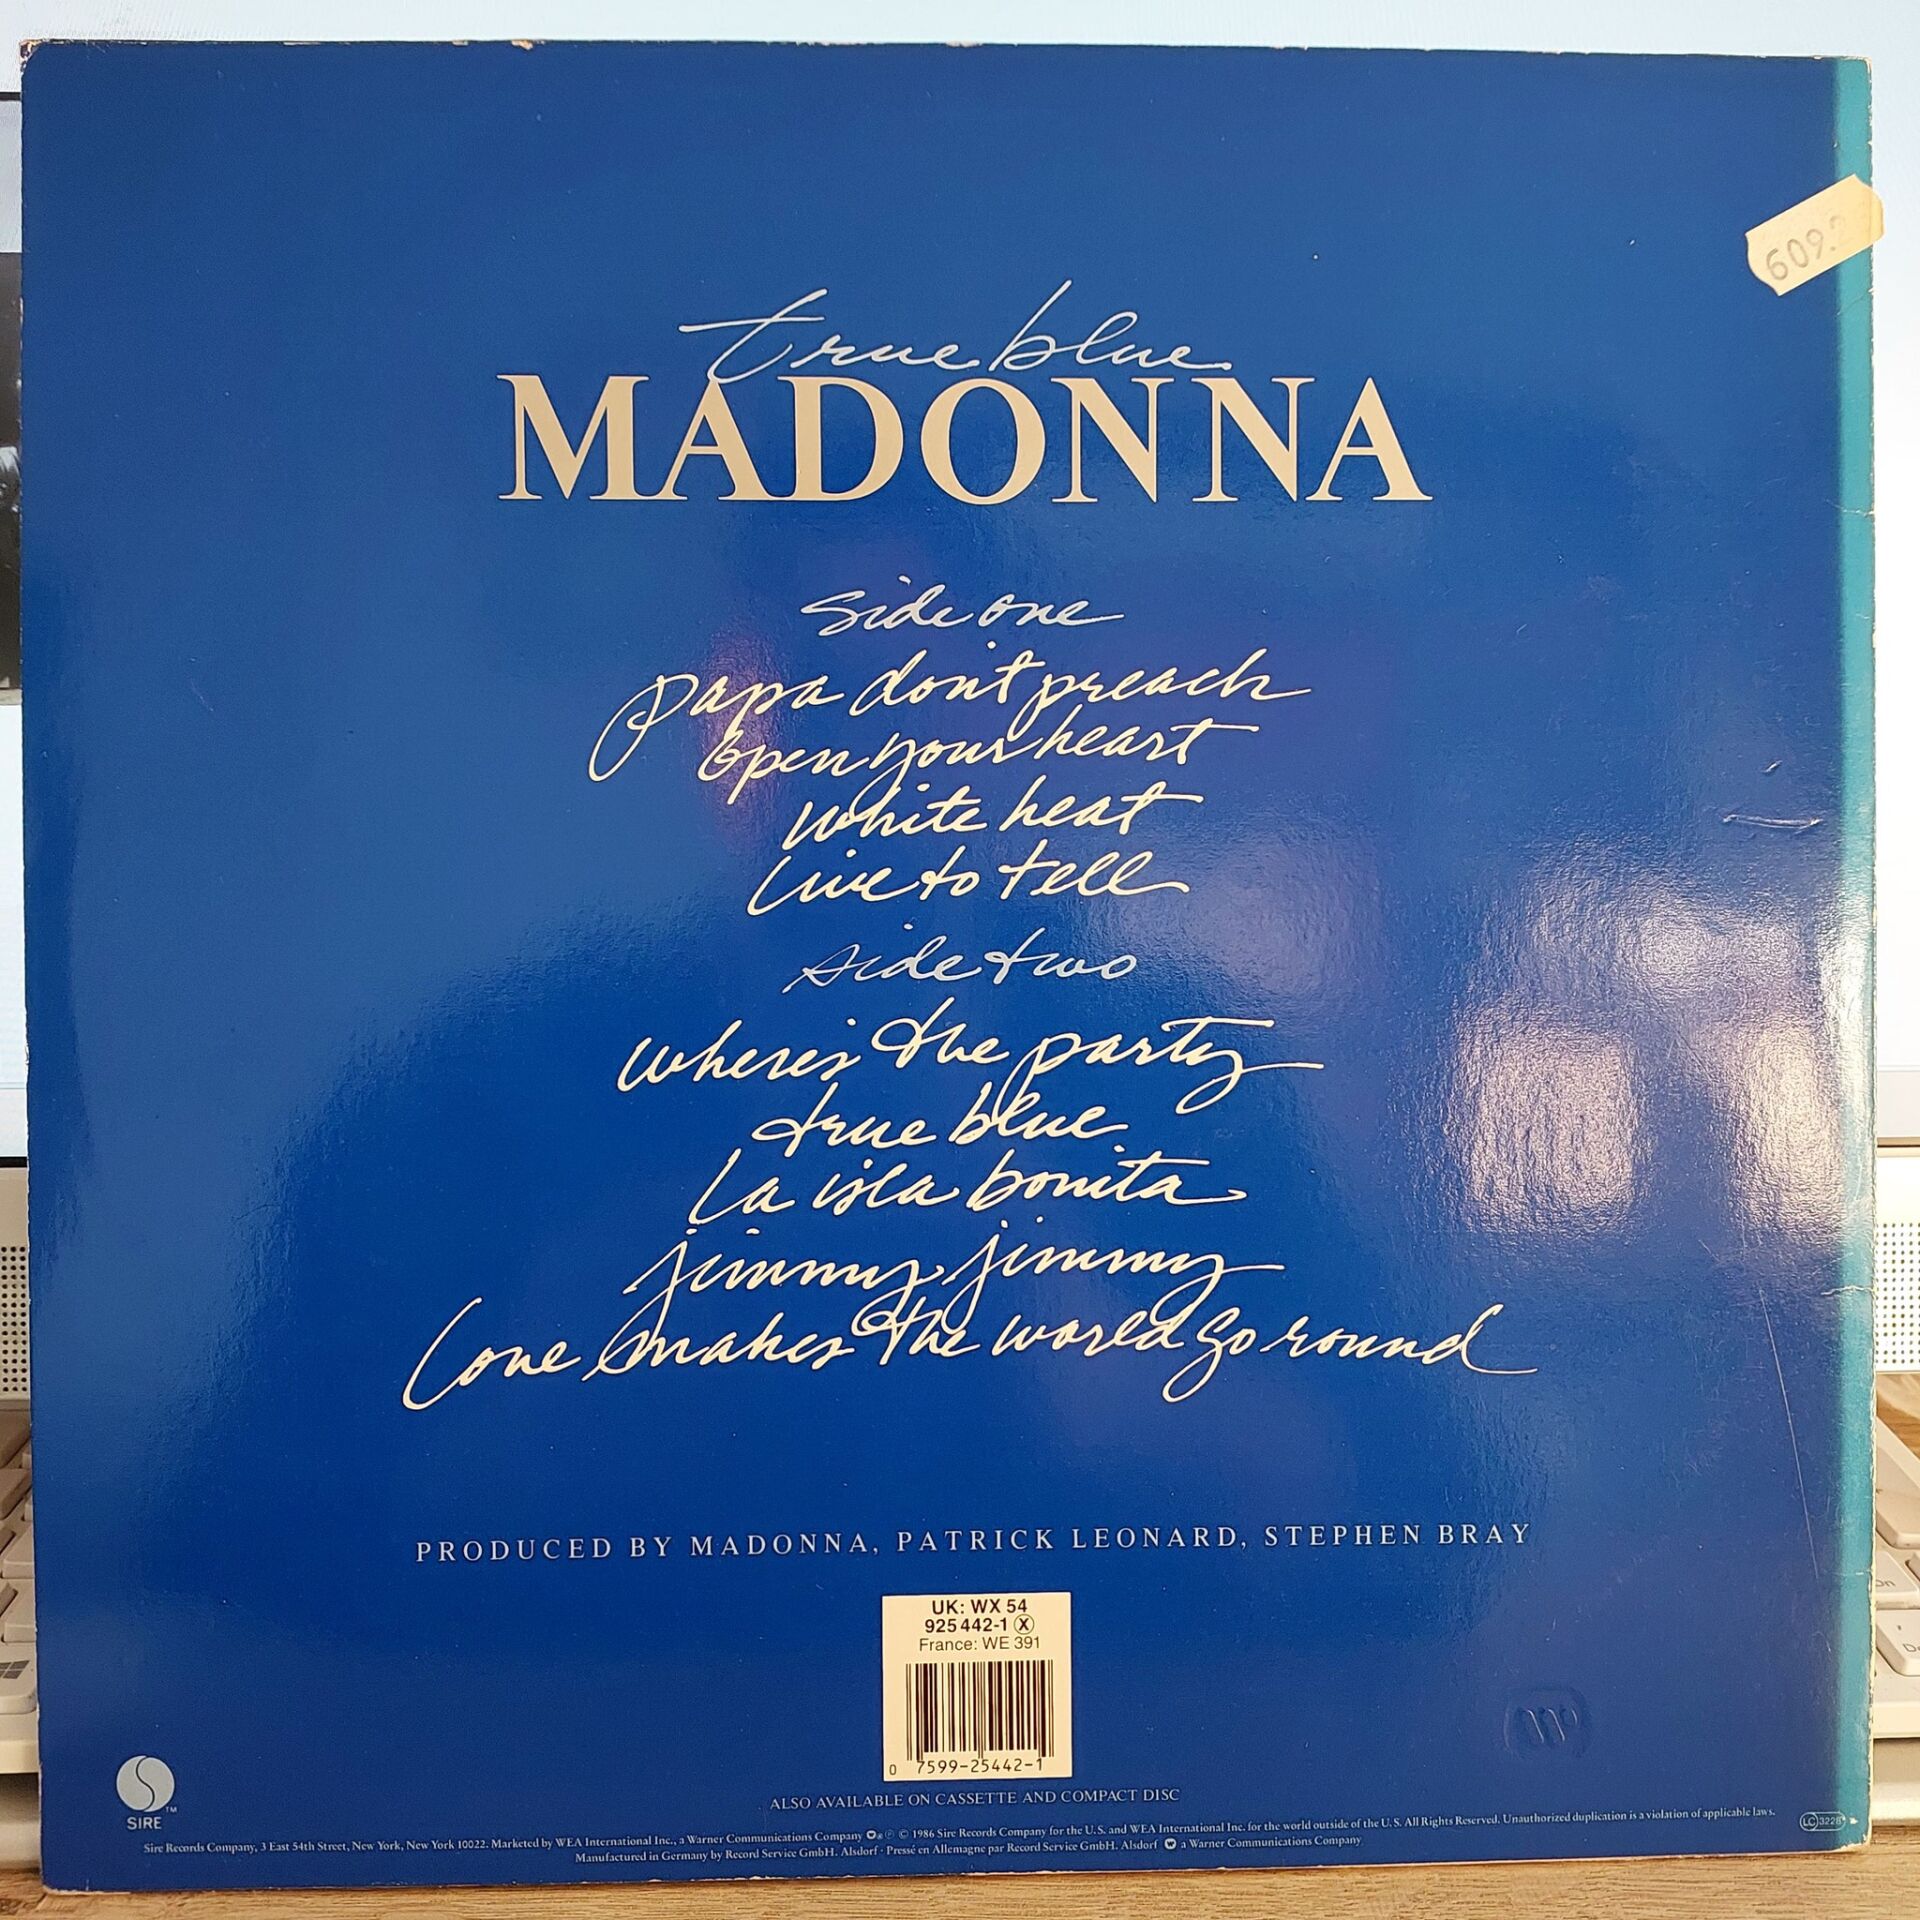 609
true blue
MADONNA
side one
papa dont preach
open your heart
white heat
live to tell
side two
where's the party
true blue
la isla bonita
jimmy jimmy
love makes the world go round
PRODUCED BY MADONNA, PATRICK LEONARD, STEPHEN BRAY
UK: WX 54
925 442-1 Ⓧ
France: WE 391
0 7599-25442-1
ALSO AVAILABLE ON CASSETTE AND COMPACT DISC
SIRE ™
Sire Records Company, 3 East 54th Street, New York, New York 10022. Marketed by WEA International Inc., a Warner Communications Company ℗ © 1986 Sire Records Company for the U.S. and WEA International Inc. for the world outside of the U.S. All Rights Reserved. Unauthorized duplication is a violation of applicable laws.
LC 3228
Manufactured in Germany by Record Service GmbH. Alsdorf · Pressé en Allemagne par Record Service GmbH. Alsdorf a Warner Communications Company